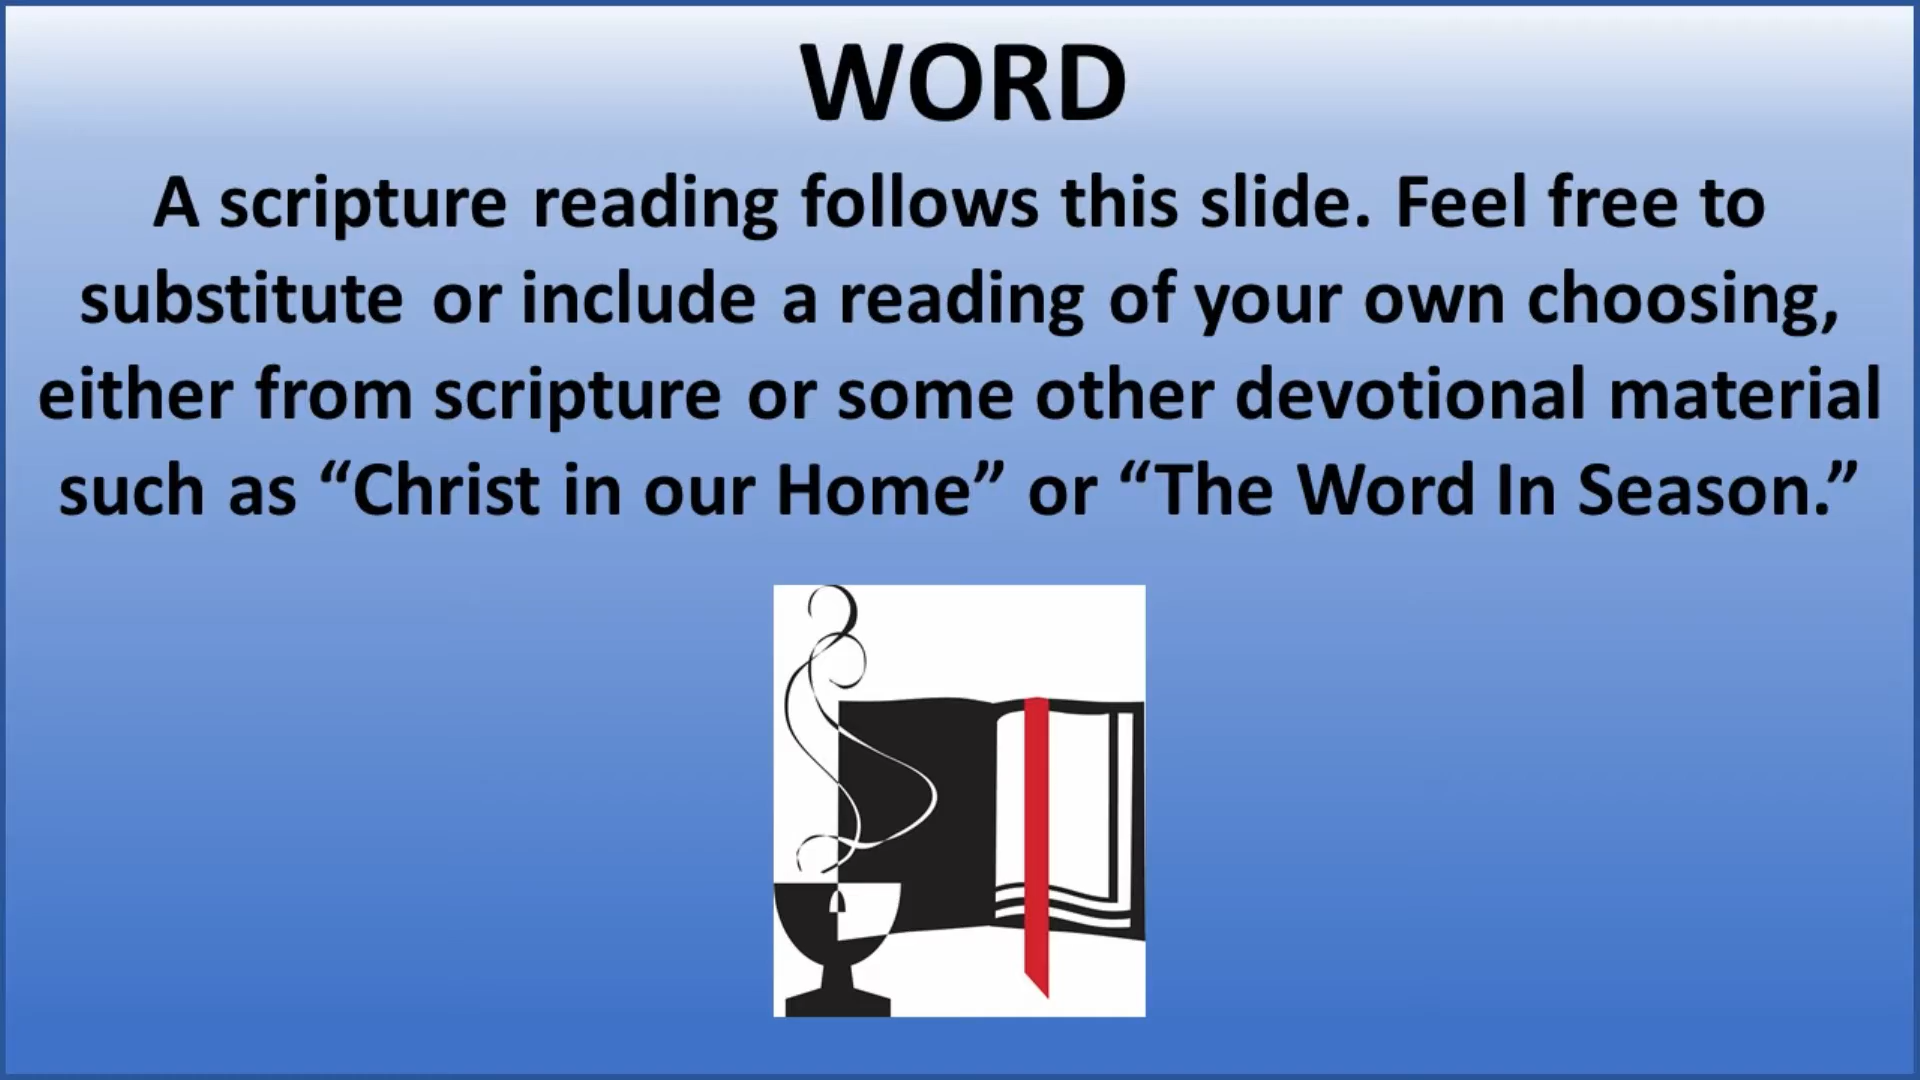 WORD
A scripture reading follows this slide. Feel free to
substitute or include a reading of your own choosing,
either from scripture or some other devotional material
such as “Christ in our Home” or “The Word In Season.”